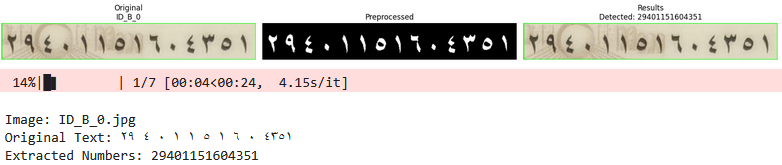 Original
ID_B_0
Preprocessed
Results
Detected: 29401151604351
٢٩٤٠١١٥١٦٠٤٣٥١
٢٩٤٠١١٥١٦٠٤٣٥١
٢٩٤٠١١٥١٦٠٤٣٥١
14%| | 1/7 [00:04<00:24, 4.15s/it]
Image: ID_B_0.jpg
Original Text: ٢٩ ٤ ٠ ١ ١ ٥ ١ ٦ ٠ ٤٣٥١
Extracted Numbers: 29401151604351